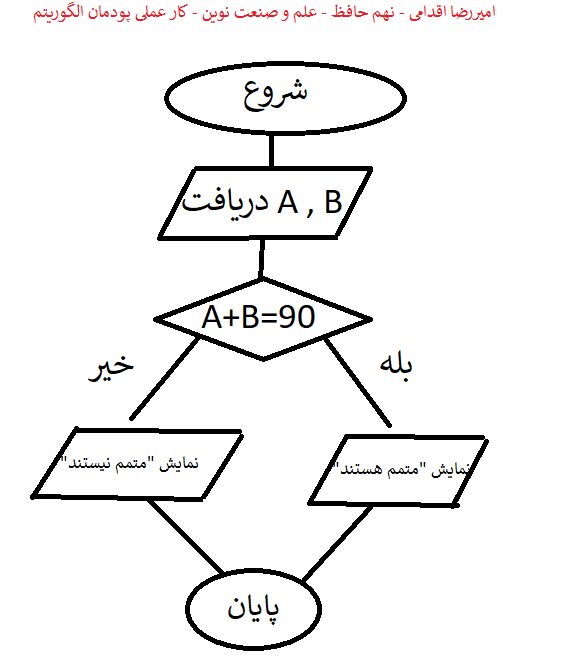 امیررضا اقدامی - نهم حافظ - علم و صنعت نوین - کار عملی پودمان الگوریتم
شروع
دریافت A , B
A+B=90
خیر
بله
نمایش "متمم نیستند"
نمایش "متمم هستند"
پایان